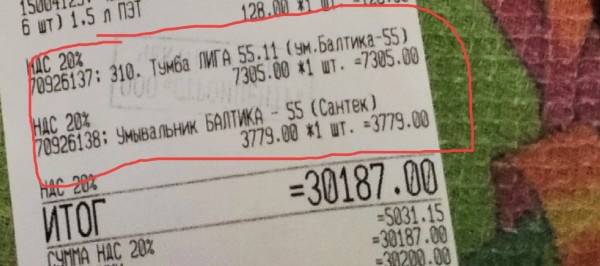 6 шт) 1.5 л ПЭТ
128.00 *1 шт.
НДС 20%
70926137; 310. Тумба ЛИГА 55.11 (ум.Балтика-55)
7305.00 *1 шт. =7305.00
НДС 20%
70926138; Умывальник БАЛТИКА - 55 (Сантек)
3779.00 *1 шт. =3779.00
НДС 20%
ИТОГ =30187.00
СУММА НДС 20% =5031.15
=30187.00
=30200.00